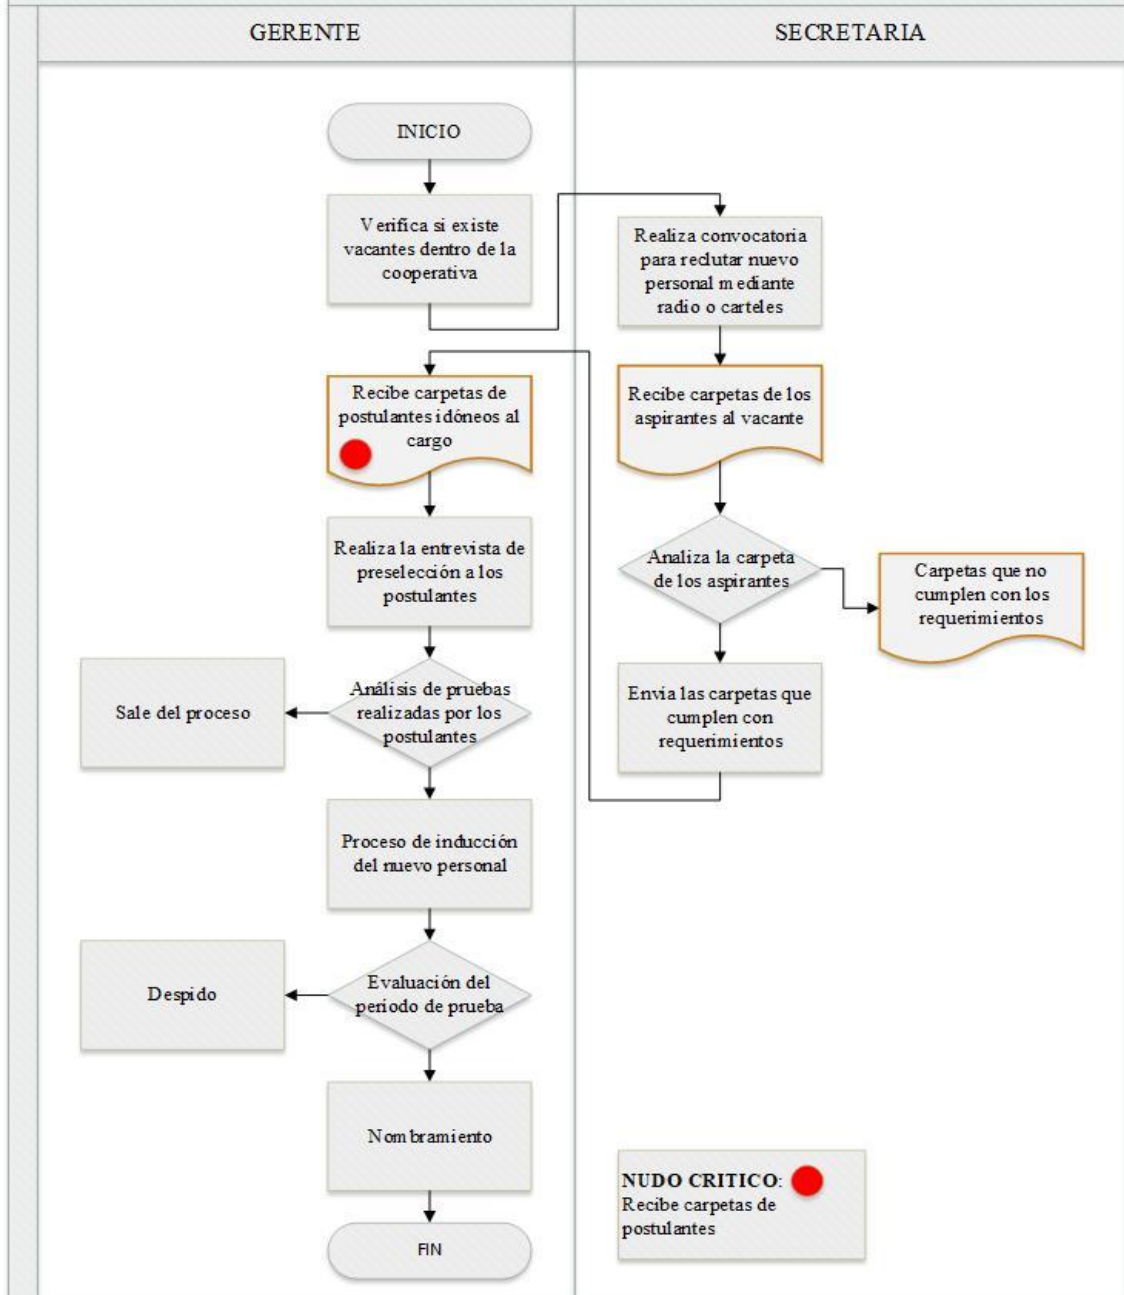 GERENTE
SECRETARIA
INICIO
Verifica si existe
vacantes dentro de la
cooperativa
Realiza convocatoria
para reclutar nuevo
personal mediante
radio o carteles
Recibe carpetas de
postulantes idóneos al
cargo
Recibe carpetas de los
aspirantes al vacante
Realiza la entrevista de
preselección a los
postulantes
Analiza la carpeta
de los aspirantes
Carpetas que no
cumplen con los
requerimientos
Sale del proceso
Análisis de pruebas
realizadas por los
postulantes
Envía las carpetas que
cumplen con
requerimientos
Proceso de inducción
del nuevo personal
Despido
Evaluación del
período de prueba
Nombramiento
NUDO CRITICO:
Recibe carpetas de
postulantes
FIN